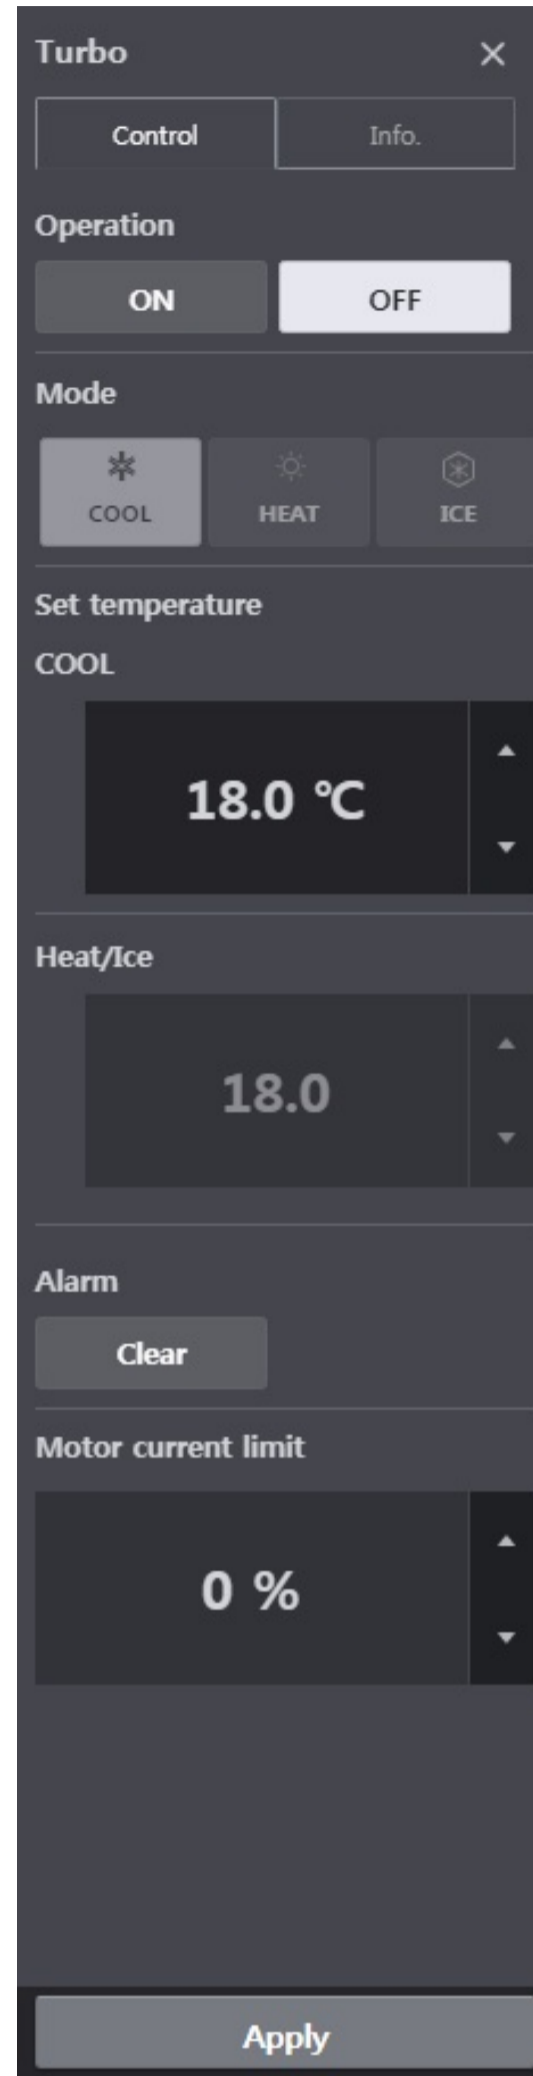 Turbo
Control Info.
Operation
ON OFF
Mode
COOL HEAT ICE
Set temperature
COOL
18.0 ℃
Heat/Ice
18.0
Alarm
Clear
Motor current limit
0 %
Apply